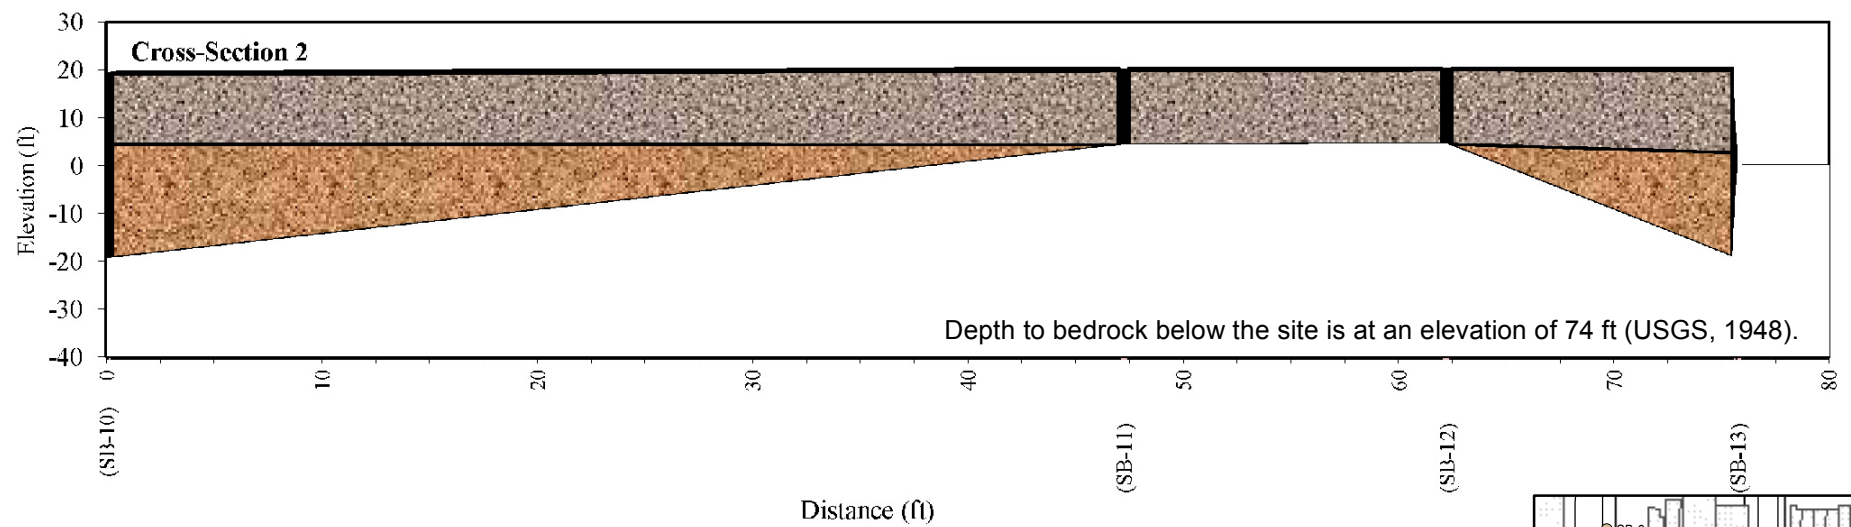 30
Cross-Section 2
20
10
0
-10
-20
-30
-40
Elevation (ft)
Depth to bedrock below the site is at an elevation of 74 ft (USGS, 1948).
0 10 20 30 40 50 60 70 80
(SB-10) (SB-11) (SB-12) (SB-13)
Distance (ft)